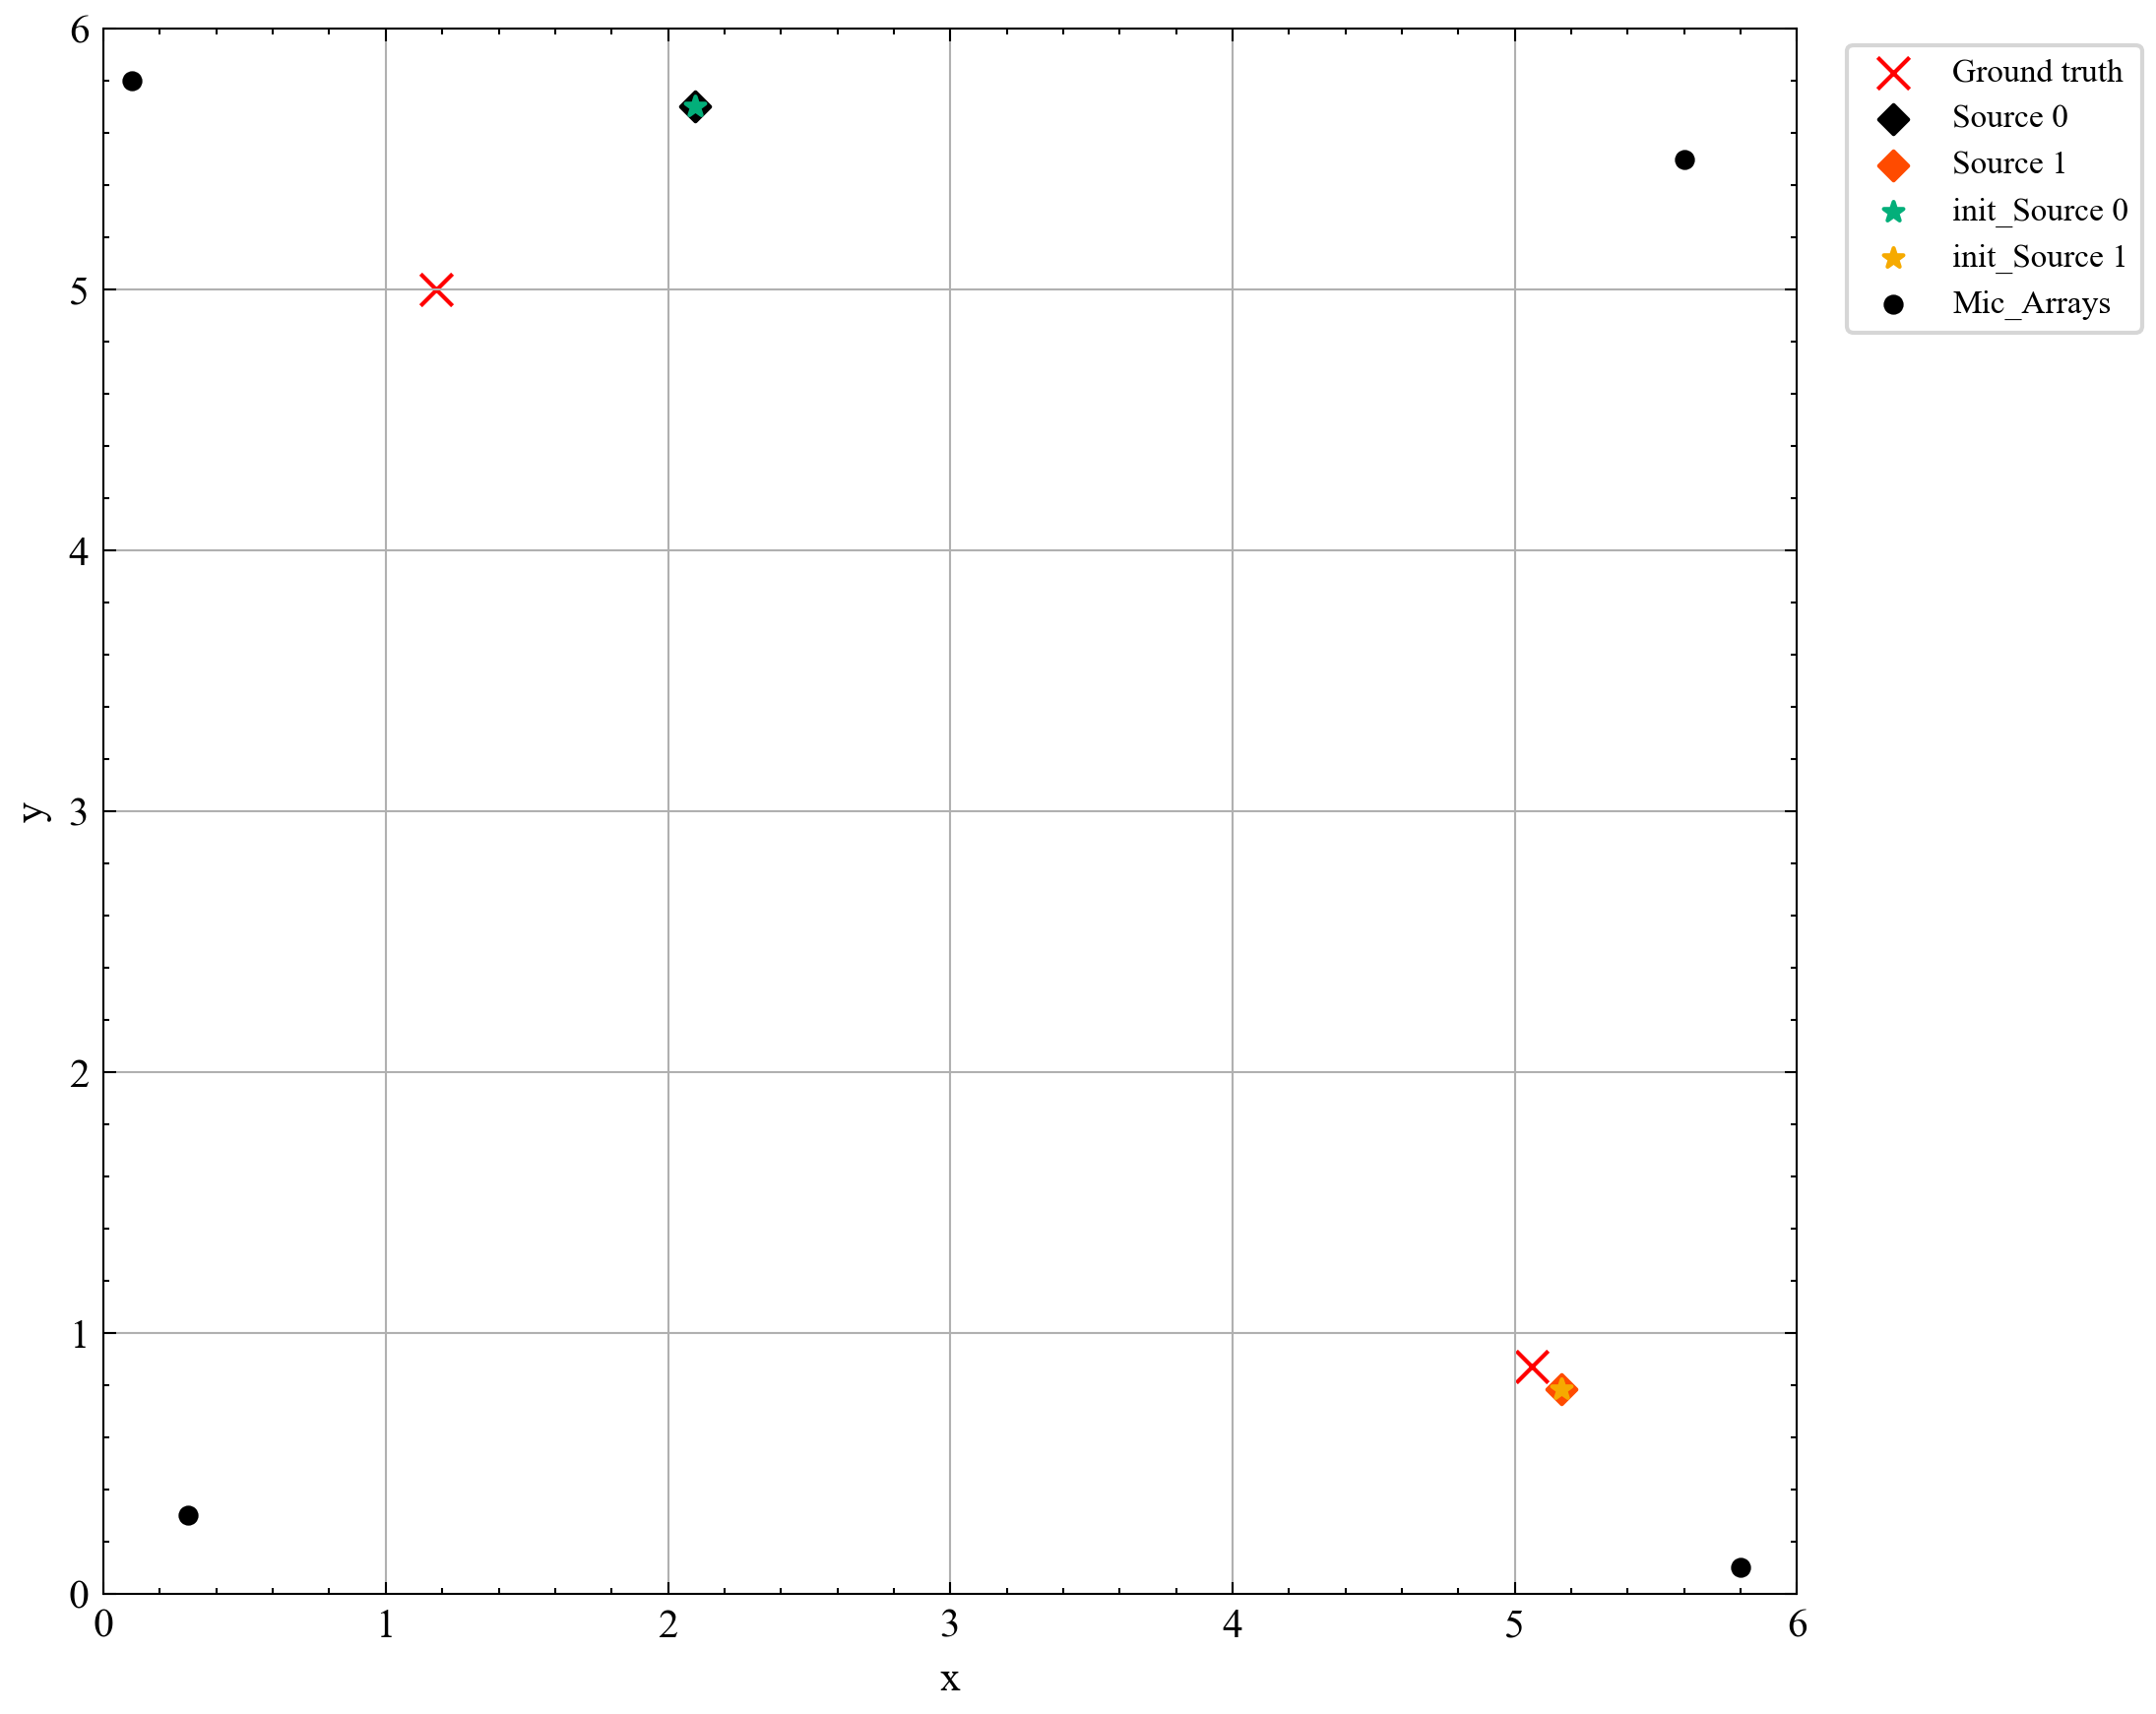 6
5
4
3
2
1
0
y
0 1 2 3 4 5 6
x
Ground truth
Source 0
Source 1
init_Source 0
init_Source 1
Mic_Arrays